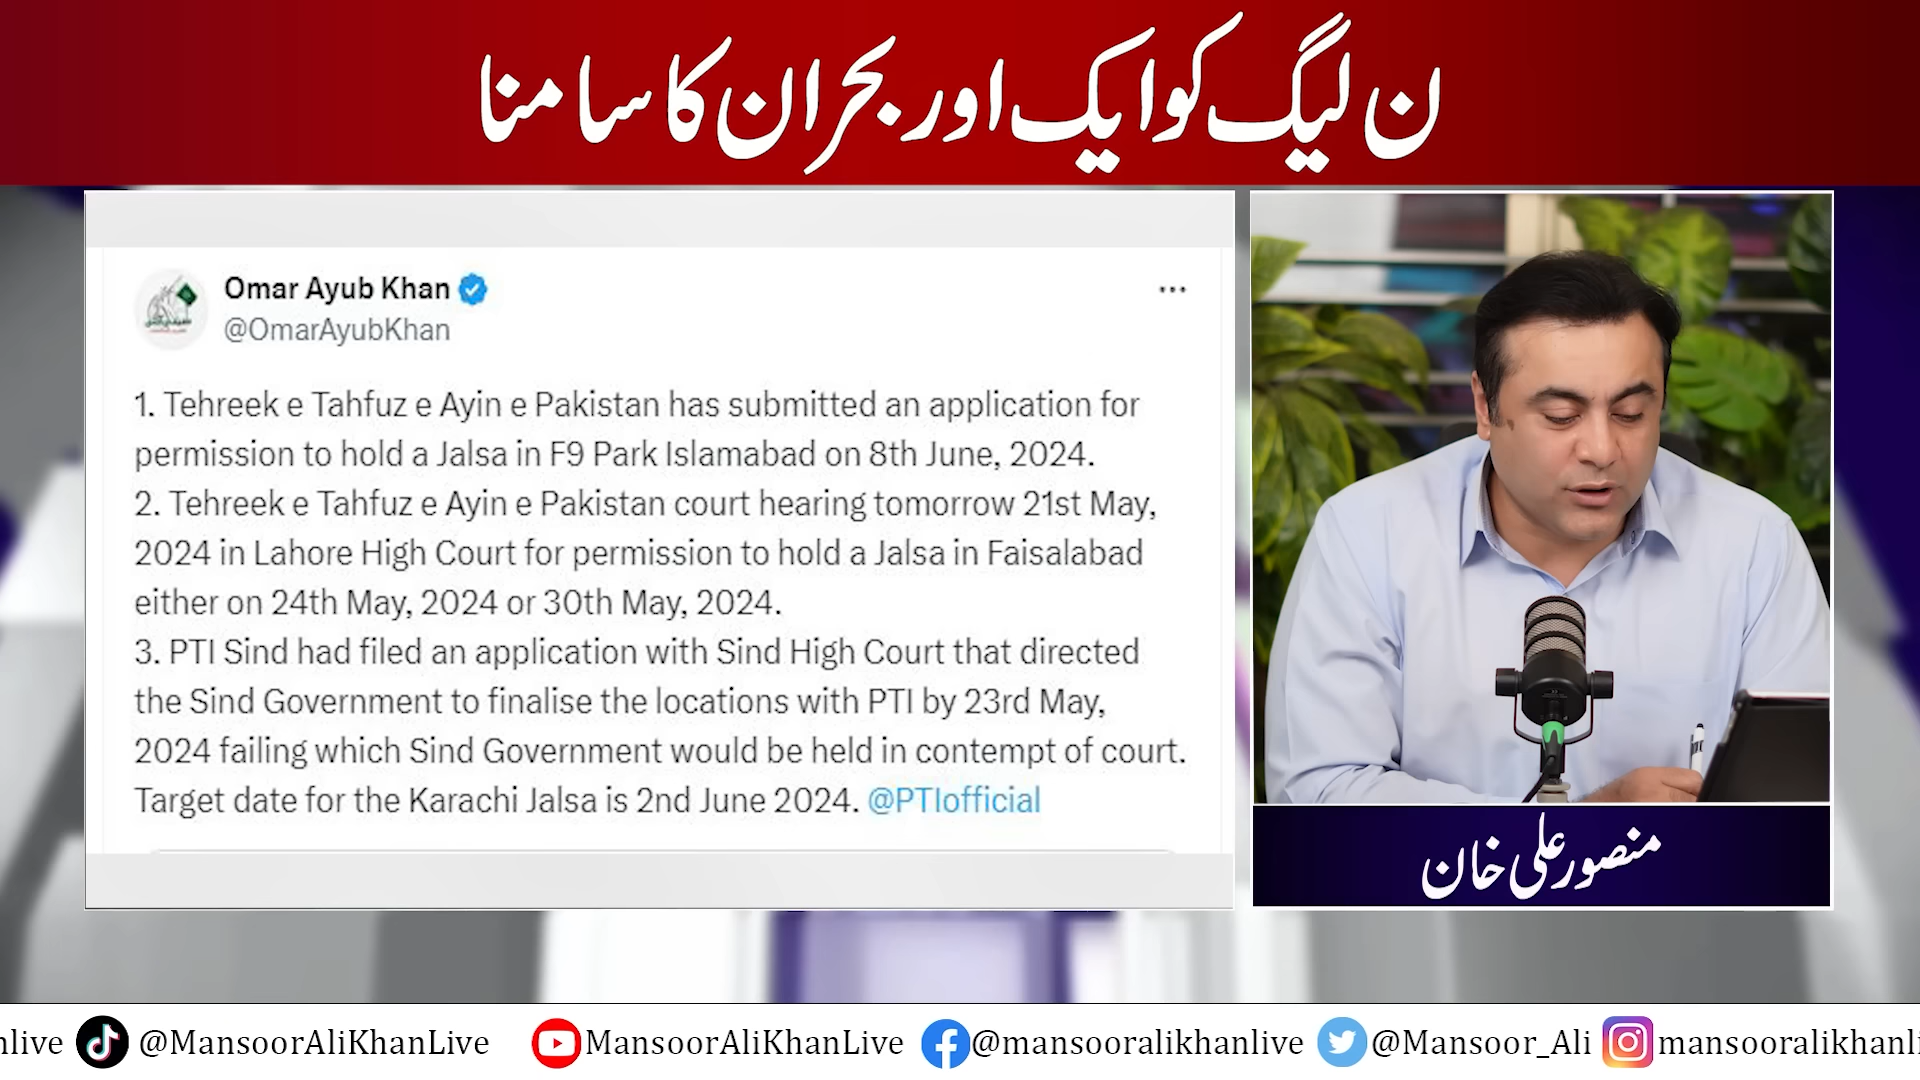 ن لیگ کو ایک اور بحران کا سامنا
Omar Ayub Khan
@OmarAyubKhan
1. Tehreek e Tahfuz e Ayin e Pakistan has submitted an application for
permission to hold a Jalsa in F9 Park Islamabad on 8th June, 2024.
2. Tehreek e Tahfuz e Ayin e Pakistan court hearing tomorrow 21st May,
2024 in Lahore High Court for permission to hold a Jalsa in Faisalabad
either on 24th May, 2024 or 30th May, 2024.
3. PTI Sind had filed an application with Sind High Court that directed
the Sind Government to finalise the locations with PTI by 23rd May,
2024 failing which Sind Government would be held in contempt of court.
Target date for the Karachi Jalsa is 2nd June 2024. @PTIofficial
منصور علی خان
nlive @MansoorAliKhanLive MansoorAliKhanLive @mansooralikhanlive @Mansoor_Ali mansooralikhanli